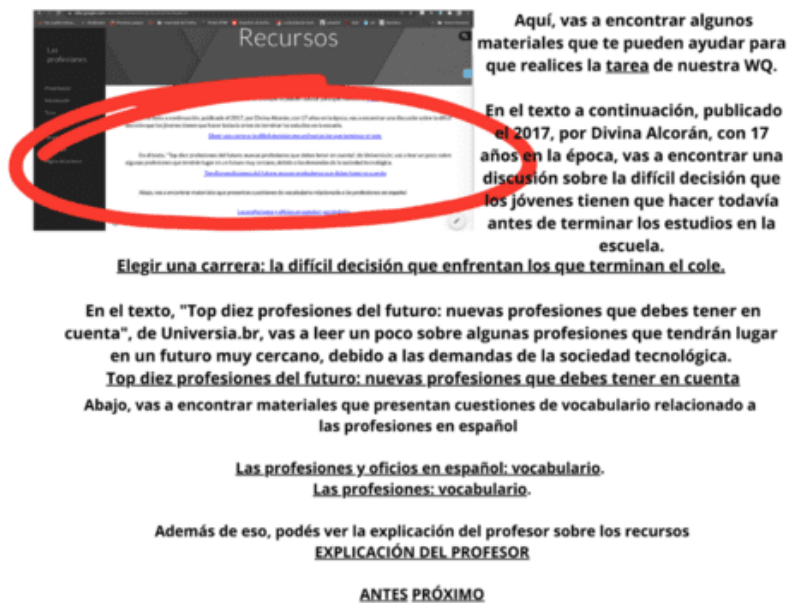 Recursos
Las
profesiones
Aquí, vas a encontrar algunos
materiales que te pueden ayudar para
que realices la tarea de nuestra WQ.
En el texto a continuación, publicado
el 2017, por Divina Alcorán, con 17
años en la época, vas a encontrar una
discusión sobre la difícil decisión que
los jóvenes tienen que hacer todavía
antes de terminar los estudios en la
escuela.
Elegir una carrera: la difícil decisión que enfrentan los que terminan el cole.
En el texto, "Top diez profesiones del futuro: nuevas profesiones que debes tener en
cuenta", de Universia.br, vas a leer un poco sobre algunas profesiones que tendrán lugar
en un futuro muy cercano, debido a las demandas de la sociedad tecnológica.
Top diez profesiones del futuro: nuevas profesiones que debes tener en cuenta
Abajo, vas a encontrar materiales que presentan cuestiones de vocabulario relacionado a
las profesiones en español
Las profesiones y oficios en español: vocabulario.
Las profesiones: vocabulario.
Además de eso, podés ver la explicación del profesor sobre los recursos
EXPLICACIÓN DEL PROFESOR
ANTES PRÓXIMO